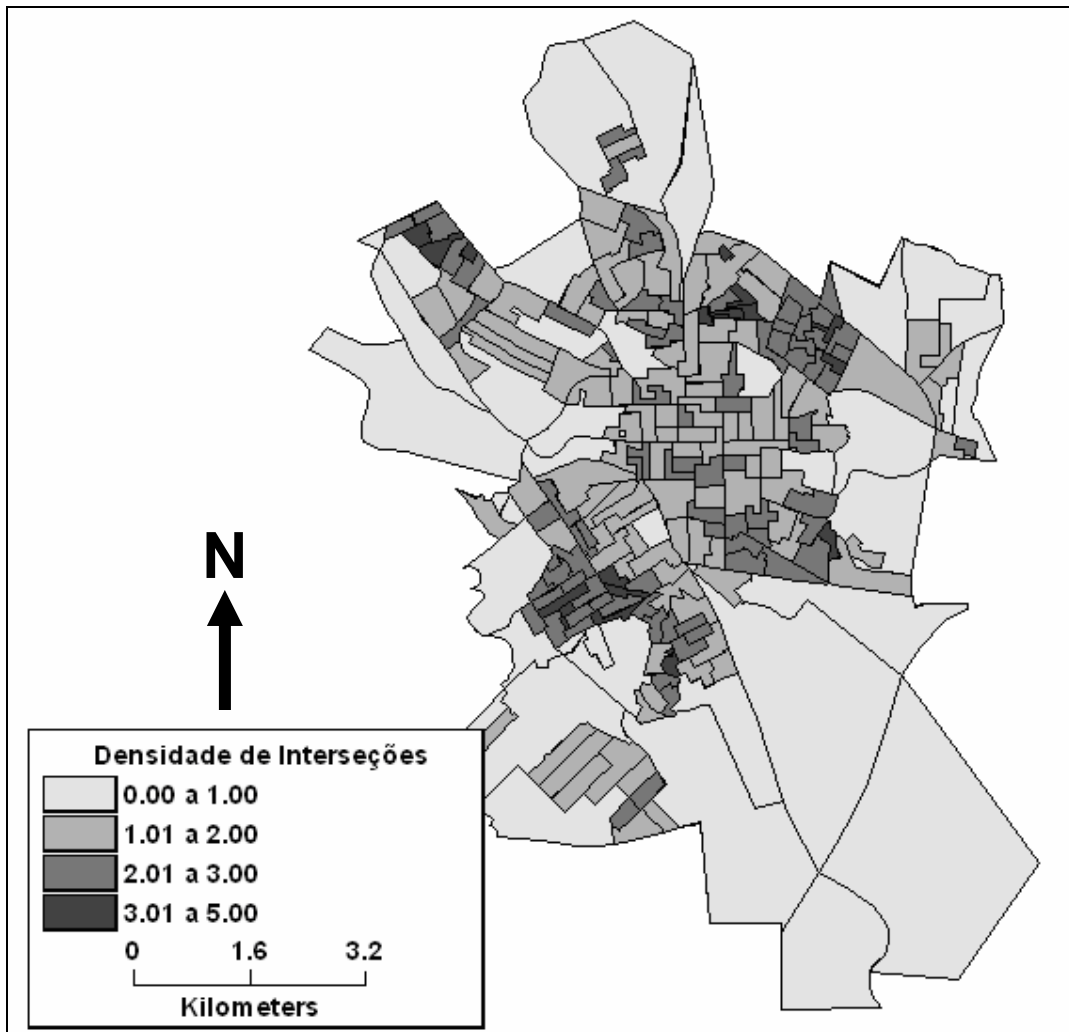 N
Densidade de Interseções
0.00 a 1.00
1.01 a 2.00
2.01 a 3.00
3.01 a 5.00
0 1.6 3.2
Kilometers